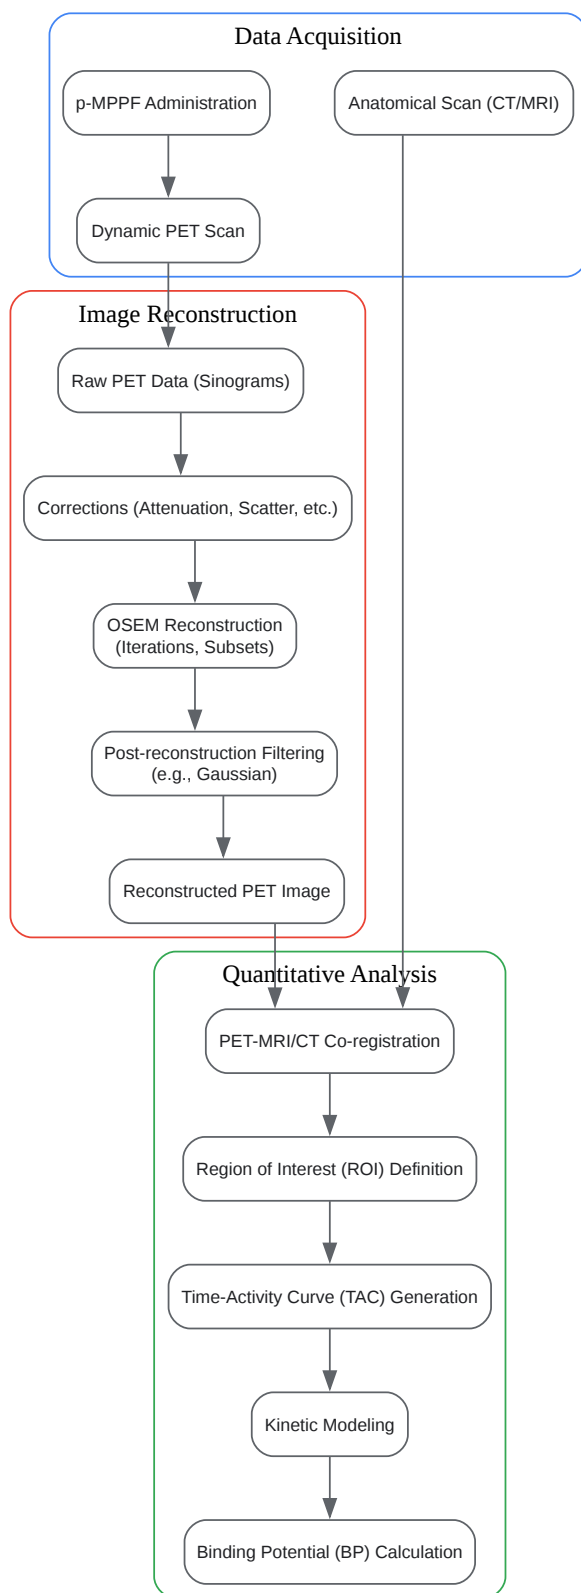 Data Acquisition
p-MPPF Administration
Anatomical Scan (CT/MRI)
Dynamic PET Scan
Image Reconstruction
Raw PET Data (Sinograms)
Corrections (Attenuation, Scatter, etc.)
OSEM Reconstruction
(Iterations, Subsets)
Post-reconstruction Filtering
(e.g., Gaussian)
Reconstructed PET Image
Quantitative Analysis
PET-MRI/CT Co-registration
Region of Interest (ROI) Definition
Time-Activity Curve (TAC) Generation
Kinetic Modeling
Binding Potential (BP) Calculation